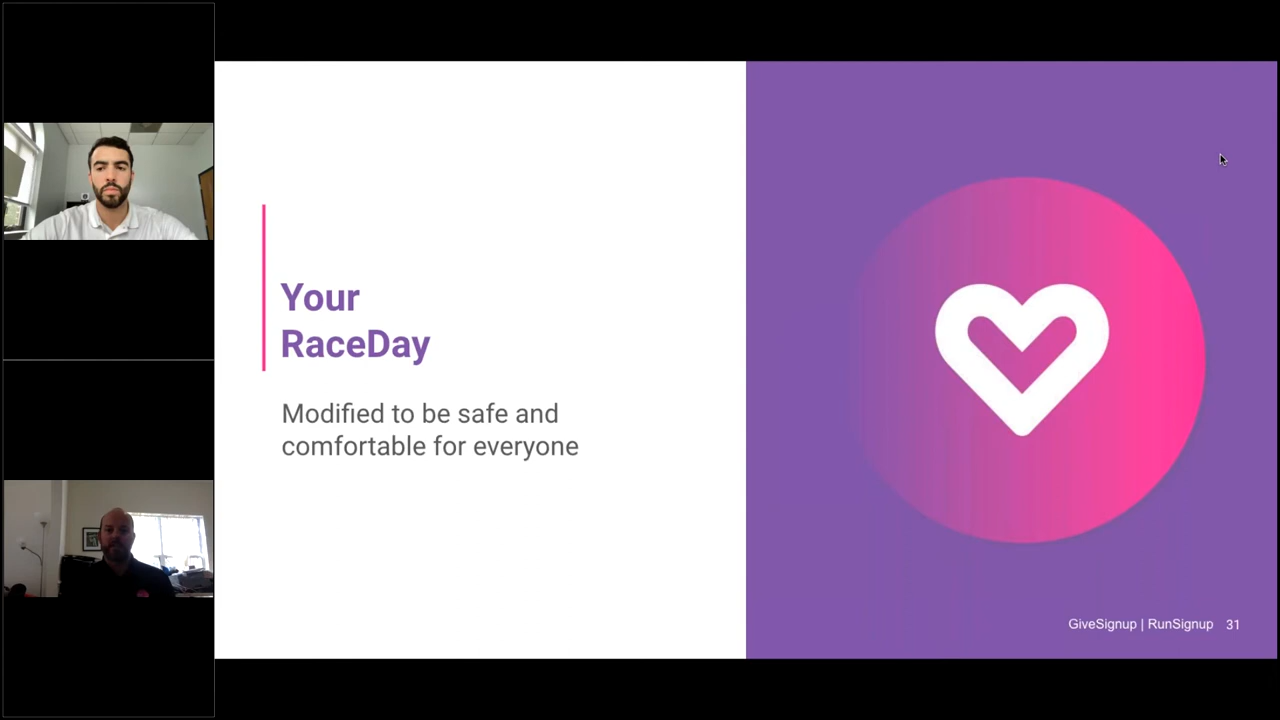 Your
RaceDay
Modified to be safe and
comfortable for everyone
GiveSignup | RunSignup 31